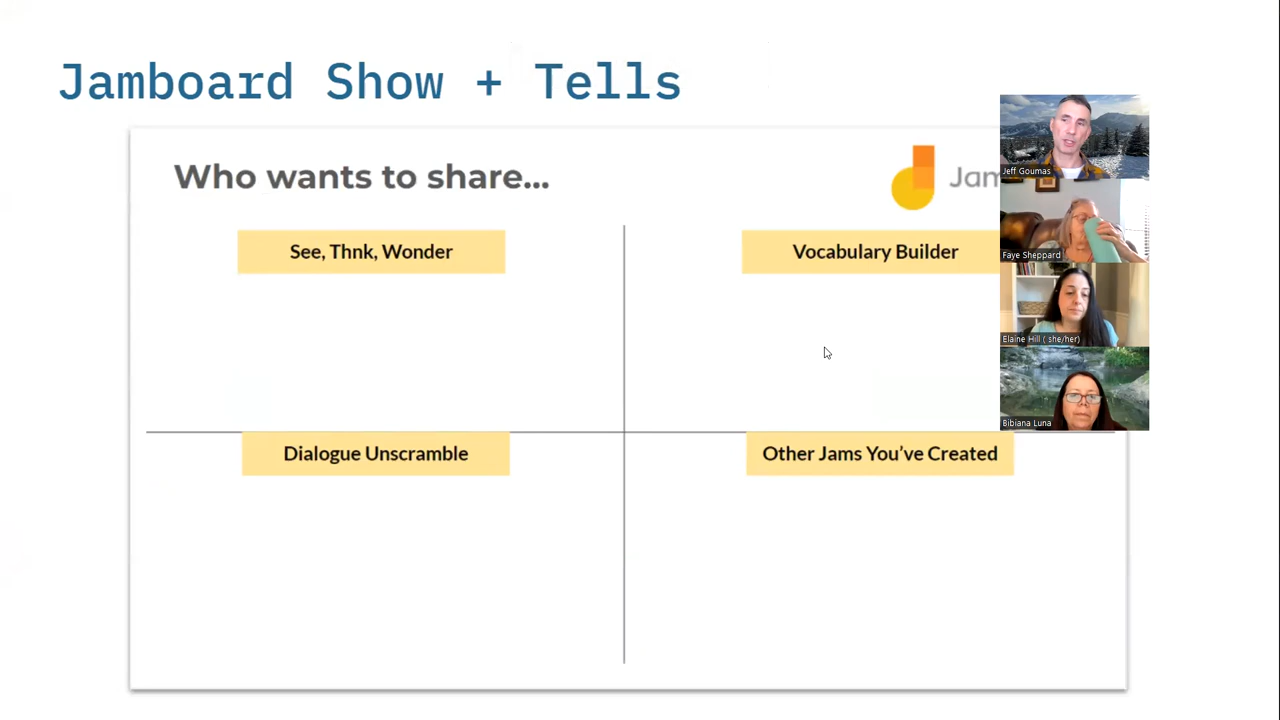 Jamboard Show + Tells
Who wants to share...
Jam
See, Thnk, Wonder
Vocabulary Builder
Dialogue Unscramble
Other Jams You've Created
Jeff Goumas
Faye Sheppard
Elaine Hill ( she/her)
Bibiana Luna